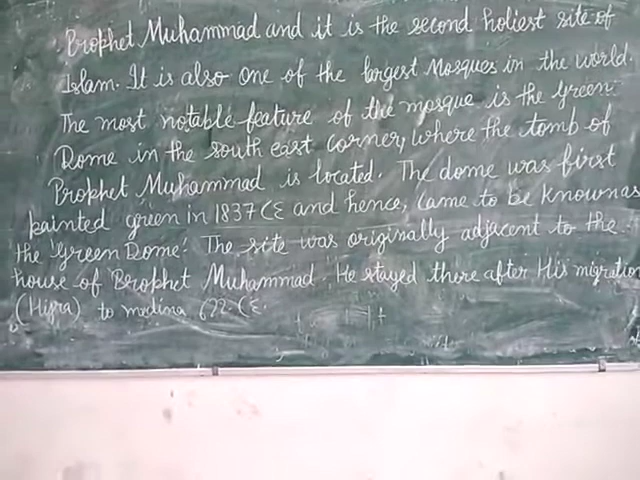 Prophet Muhammad and it is the second holiest site of
Islam. It is also one of the largest Mosques in the world.
The most notable feature of the mosque is the Green
Dome in the south east corner, where the tomb of
Prophet Muhammad is located. The dome was first
painted green in 1837 CE and hence, came to be known as
the 'Green Dome'. The site was originally adjacent to the
house of Prophet Muhammad. He stayed there after His migration
(Hijra) to madina 622. CE.